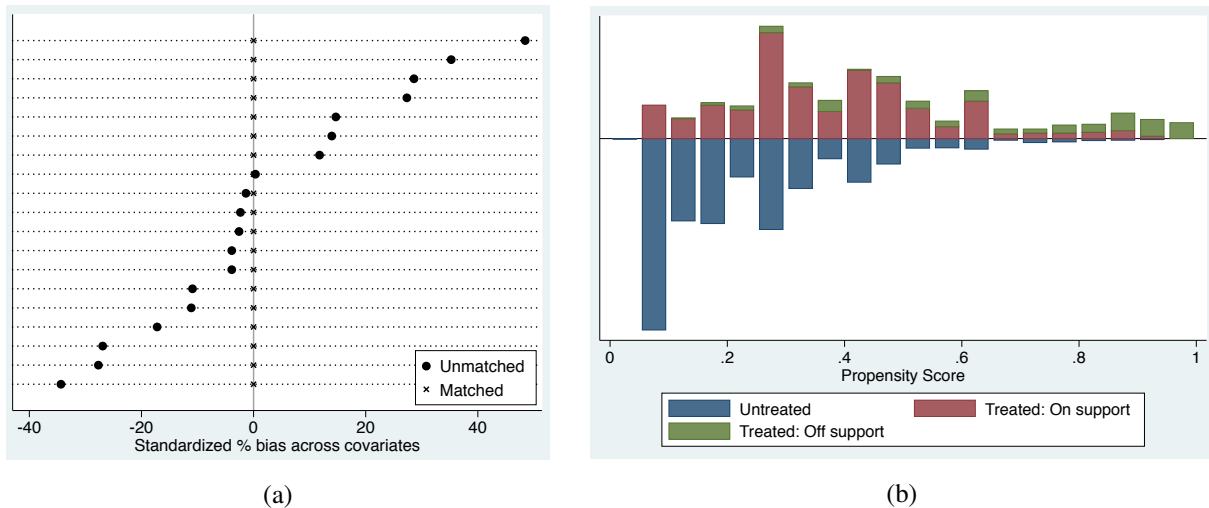 Unmatched
Matched
-40 -20 0 20 40
Standardized % bias across covariates
(a)
0 .2 .4 .6 .8 1
Propensity Score
Untreated Treated: On support
Treated: Off support
(b)